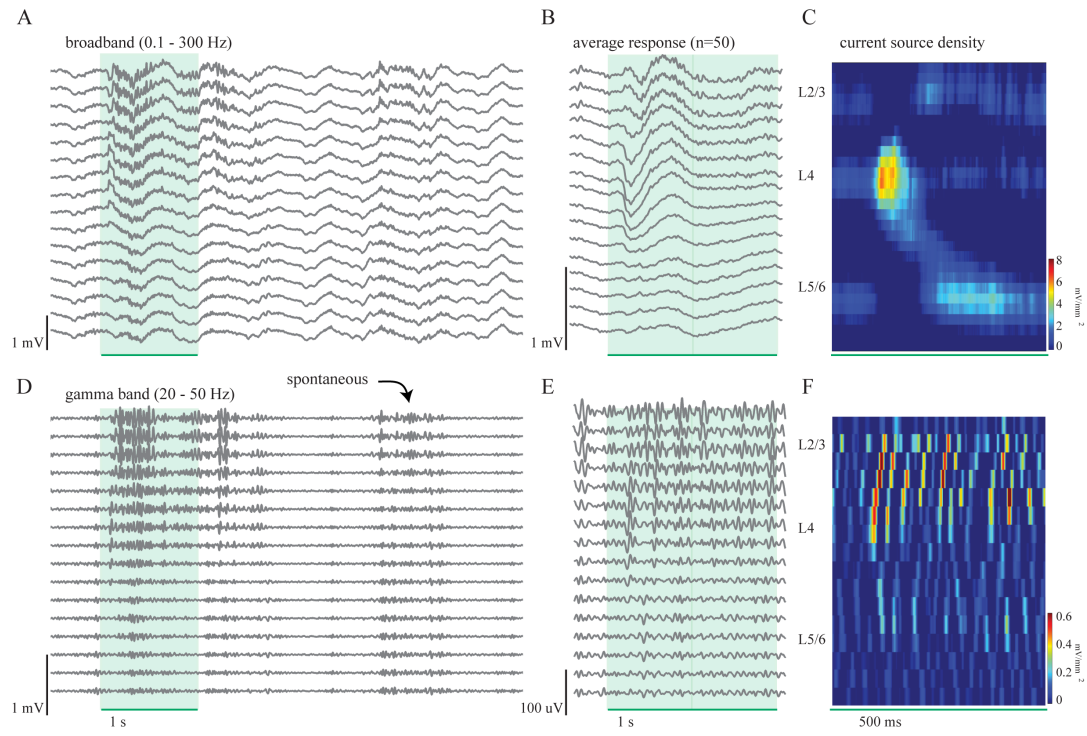 A
B
C
broadband (0.1 - 300 Hz)
average response (n=50)
current source density
L2/3
L4
L5/6
8
6
4
2
0
mV/mm 2
1 mV
1 mV
D
E
F
gamma band (20 - 50 Hz)
spontaneous
L2/3
L4
L5/6
0.6
0.4
0.2
0
mV/mm 2
1 mV
100 uV
1 s
1 s
500 ms